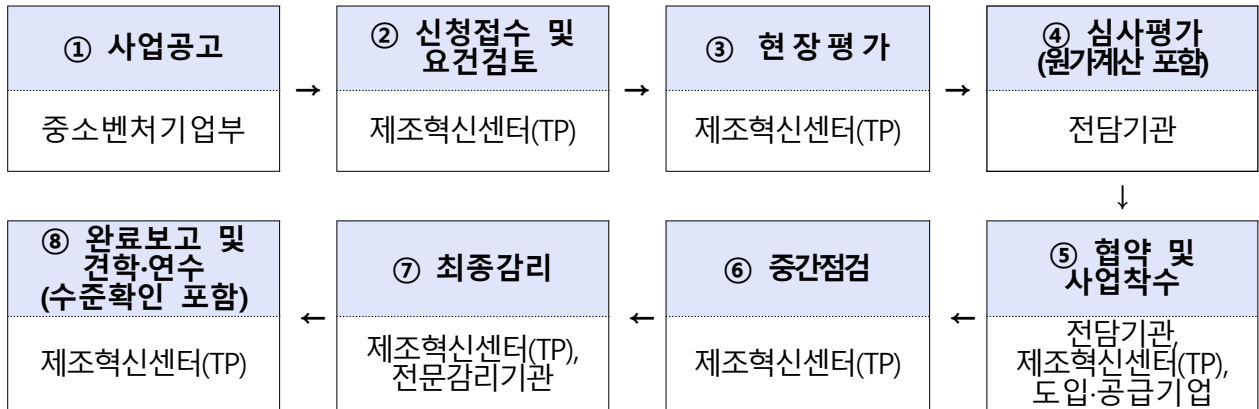 ① 사업공고
중소벤처기업부
→
② 신청접수 및
요건검토
제조혁신센터(TP)
→
③ 현장평가
제조혁신센터(TP)
→
④ 심사평가
(원가계산 포함)
전담기관
↓
⑤ 협약 및
사업착수
전담기관,
제조혁신센터(TP),
도입·공급기업
←
⑥ 중간점검
제조혁신센터(TP)
←
⑦ 최종감리
제조혁신센터(TP),
전문감리기관
←
⑧ 완료보고 및
견학·연수
(수준확인 포함)
제조혁신센터(TP)